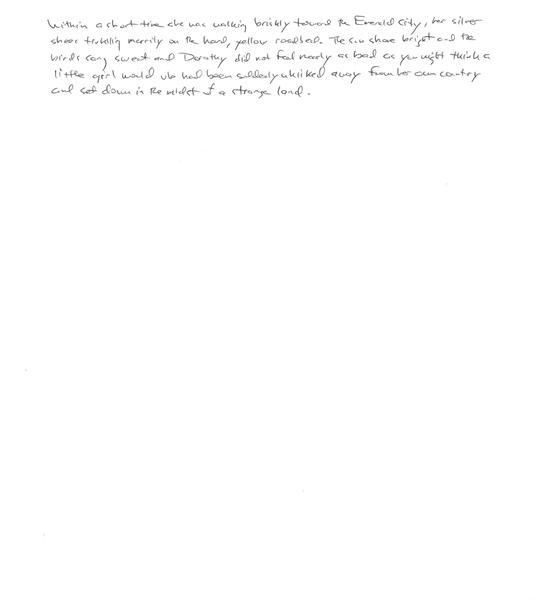 Within a short time she was walking briskly toward the Emerald City, her silver
shoes tinkling merrily on the hard, yellow roadbed. The sun shone bright and the
birds sang sweet and Dorothy did not feel nearly as bad as you might think a
little girl would who had been suddenly whisked away from her own country
and set down in the midst of a strange land.